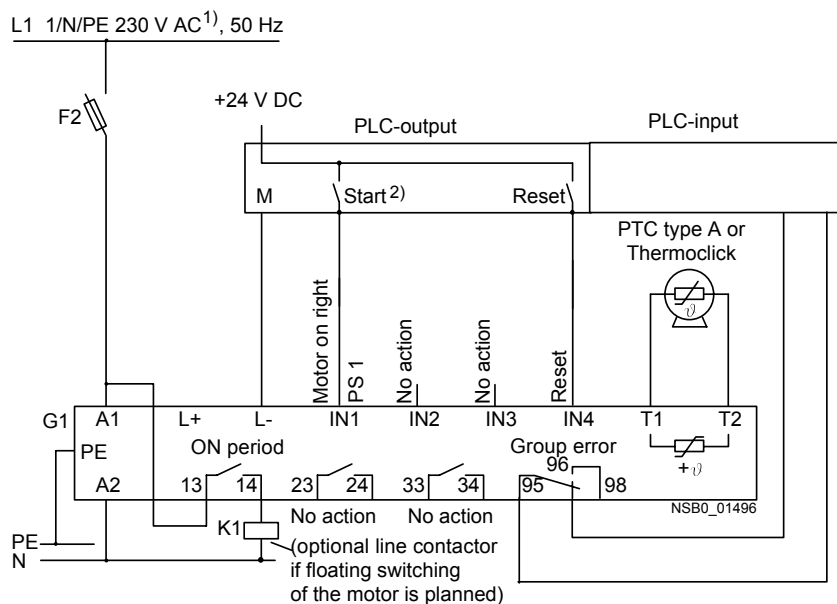 L1 1/N/PE 230 V AC1), 50 Hz
F2
+24 V DC
PLC-output
PLC-input
M
Start 2)
Reset
PTC type A or
Thermoclick
ϑ
Motor on right
PS 1
No action
No action
Reset
G1
A1
L+
L-
IN1
IN2
IN3
IN4
T1
T2
PE
ON period
Group error
96
+ϑ
A2
13
14
23
24
33
34
95
98
NSB0_01496
No action
No action
K1
PE
N
(optional line contactor
if floating switching
of the motor is planned)